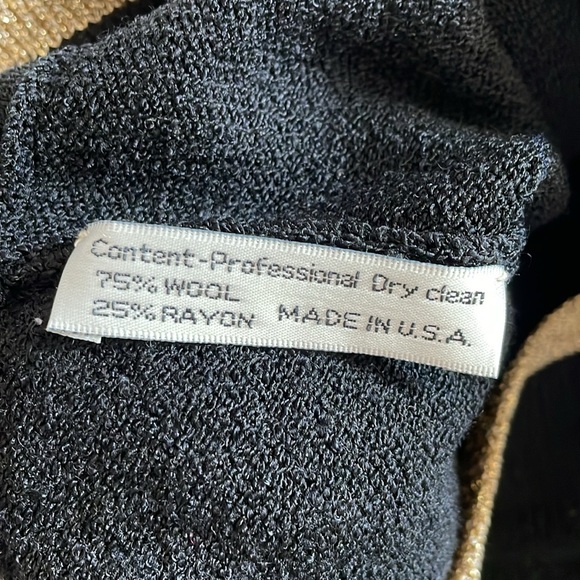 Content-Professional Dry clean
75% WOOL
25% RAYON MADE IN U.S.A.